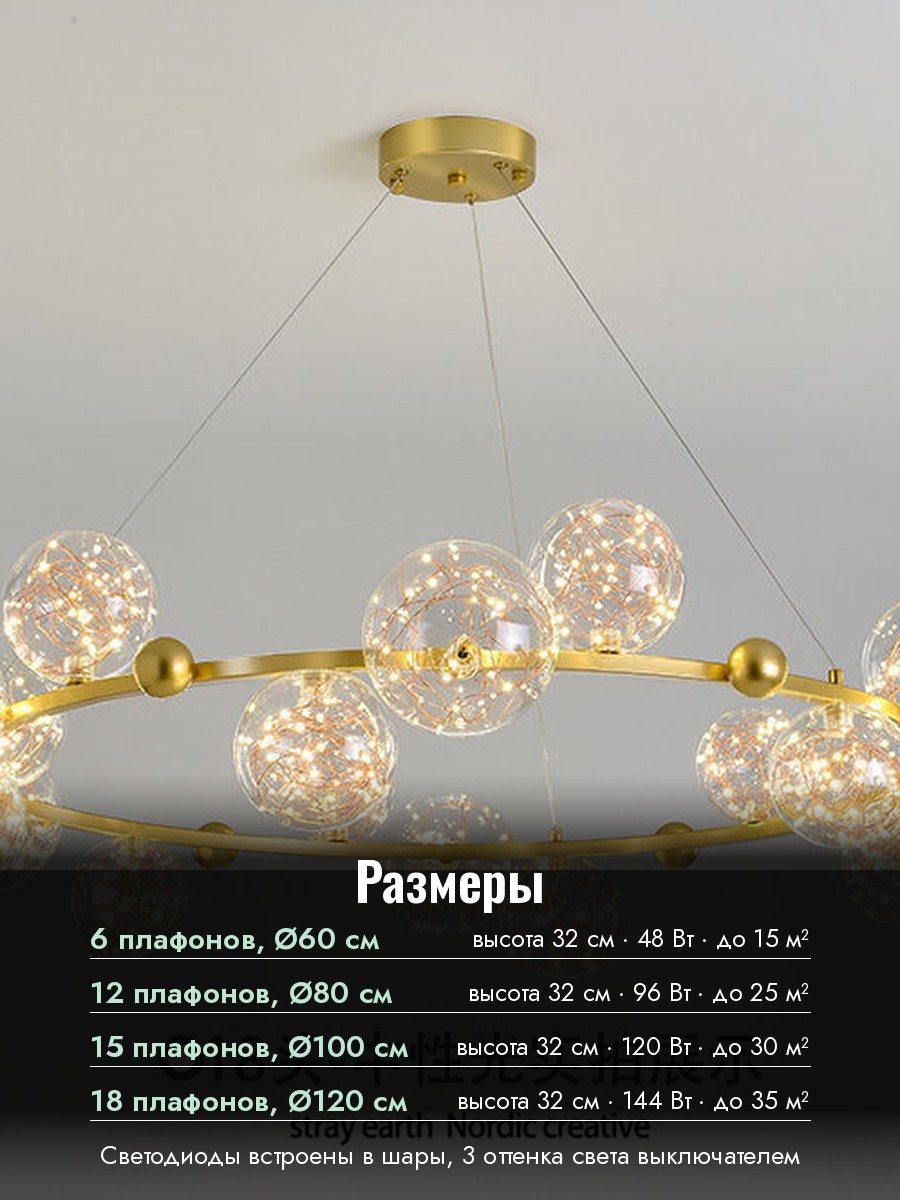 Размеры
6 плафонов, Ø60 см высота 32 см · 48 Вт · до 15 м²
12 плафонов, Ø80 см высота 32 см · 96 Вт · до 25 м²
15 плафонов, Ø100 см высота 32 см · 120 Вт · до 30 м²
18 плафонов, Ø120 см высота 32 см · 144 Вт · до 35 м²
stray earth Nordic creative
Светодиоды встроены в шары, 3 оттенка света выключателем